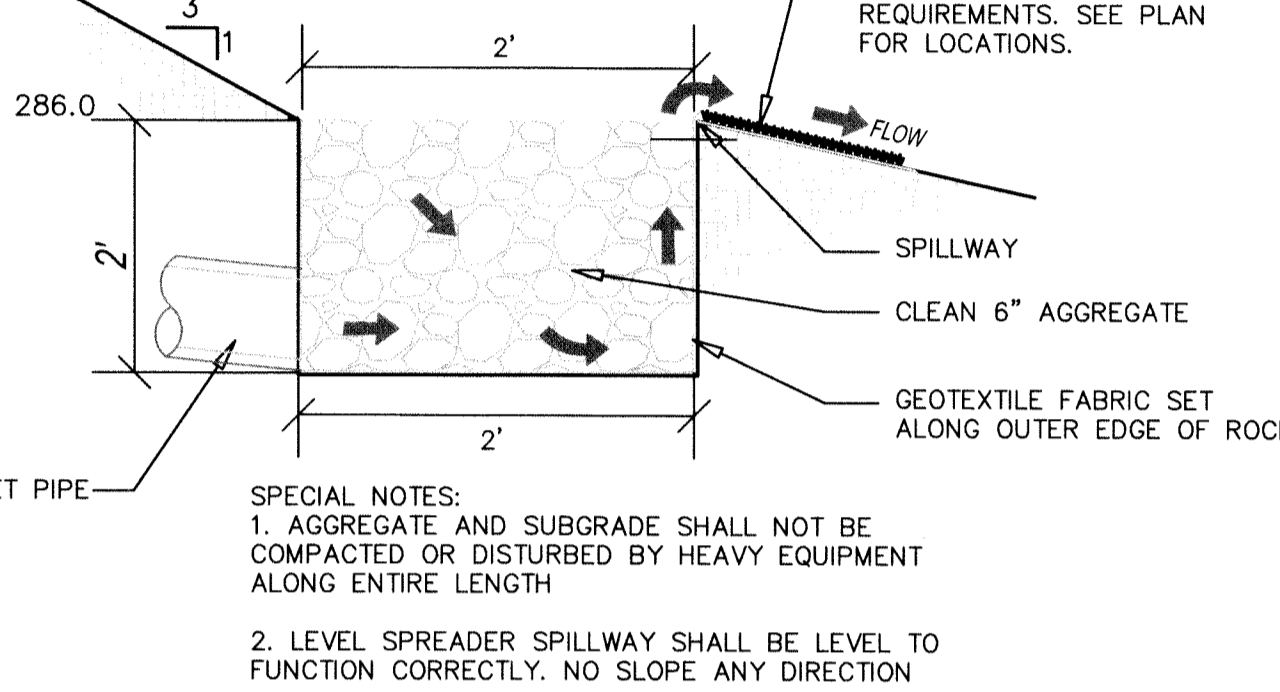 3
1
2'
REQUIREMENTS. SEE PLAN
FOR LOCATIONS.
286.0
FLOW
2'
SPILLWAY
CLEAN 6" AGGREGATE
GEOTEXTILE FABRIC SET
ALONG OUTER EDGE OF
2'
PIPE
SPECIAL NOTES:
1. AGGREGATE AND SUBGRADE SHALL NOT BE
COMPACTED OR DISTURBED BY HEAVY EQUIPMENT
ALONG ENTIRE LENGTH
2. LEVEL SPREADER SPILLWAY SHALL BE LEVEL TO
FUNCTION CORRECTLY. NO SLOPE ANY DIRECTION